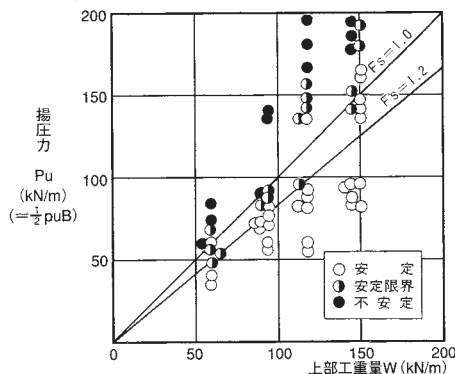 200
150
100
50
揚圧力
Pu
(kN/m)
(=½puB)
Fs=1.0
Fs=1.2
○ 安 定
◑ 安定限界
● 不 安 定
0 50 100 150 200
上部工重量W(kN/m)